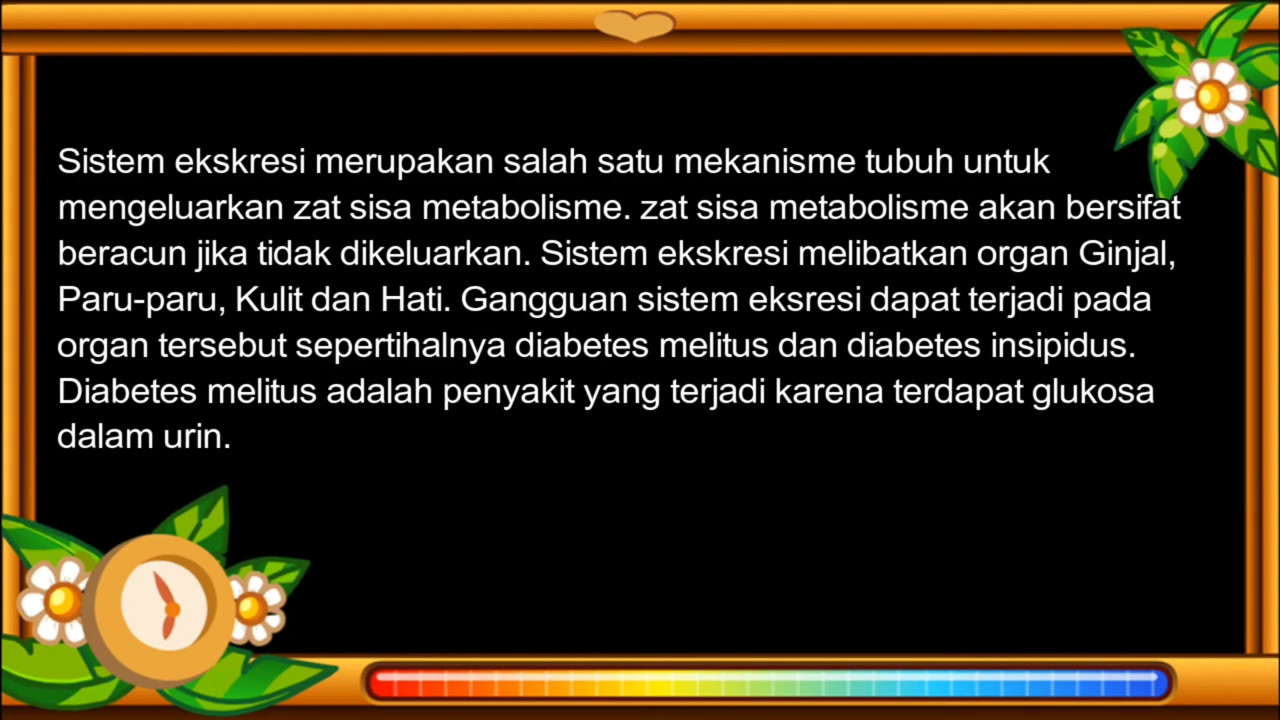 Sistem ekskresi merupakan salah satu mekanisme tubuh untuk
mengeluarkan zat sisa metabolisme. zat sisa metabolisme akan bersifat
beracun jika tidak dikeluarkan. Sistem ekskresi melibatkan organ Ginjal,
Paru-paru, Kulit dan Hati. Gangguan sistem eksresi dapat terjadi pada
organ tersebut sepertihalnya diabetes melitus dan diabetes insipidus.
Diabetes melitus adalah penyakit yang terjadi karena terdapat glukosa
dalam urin.